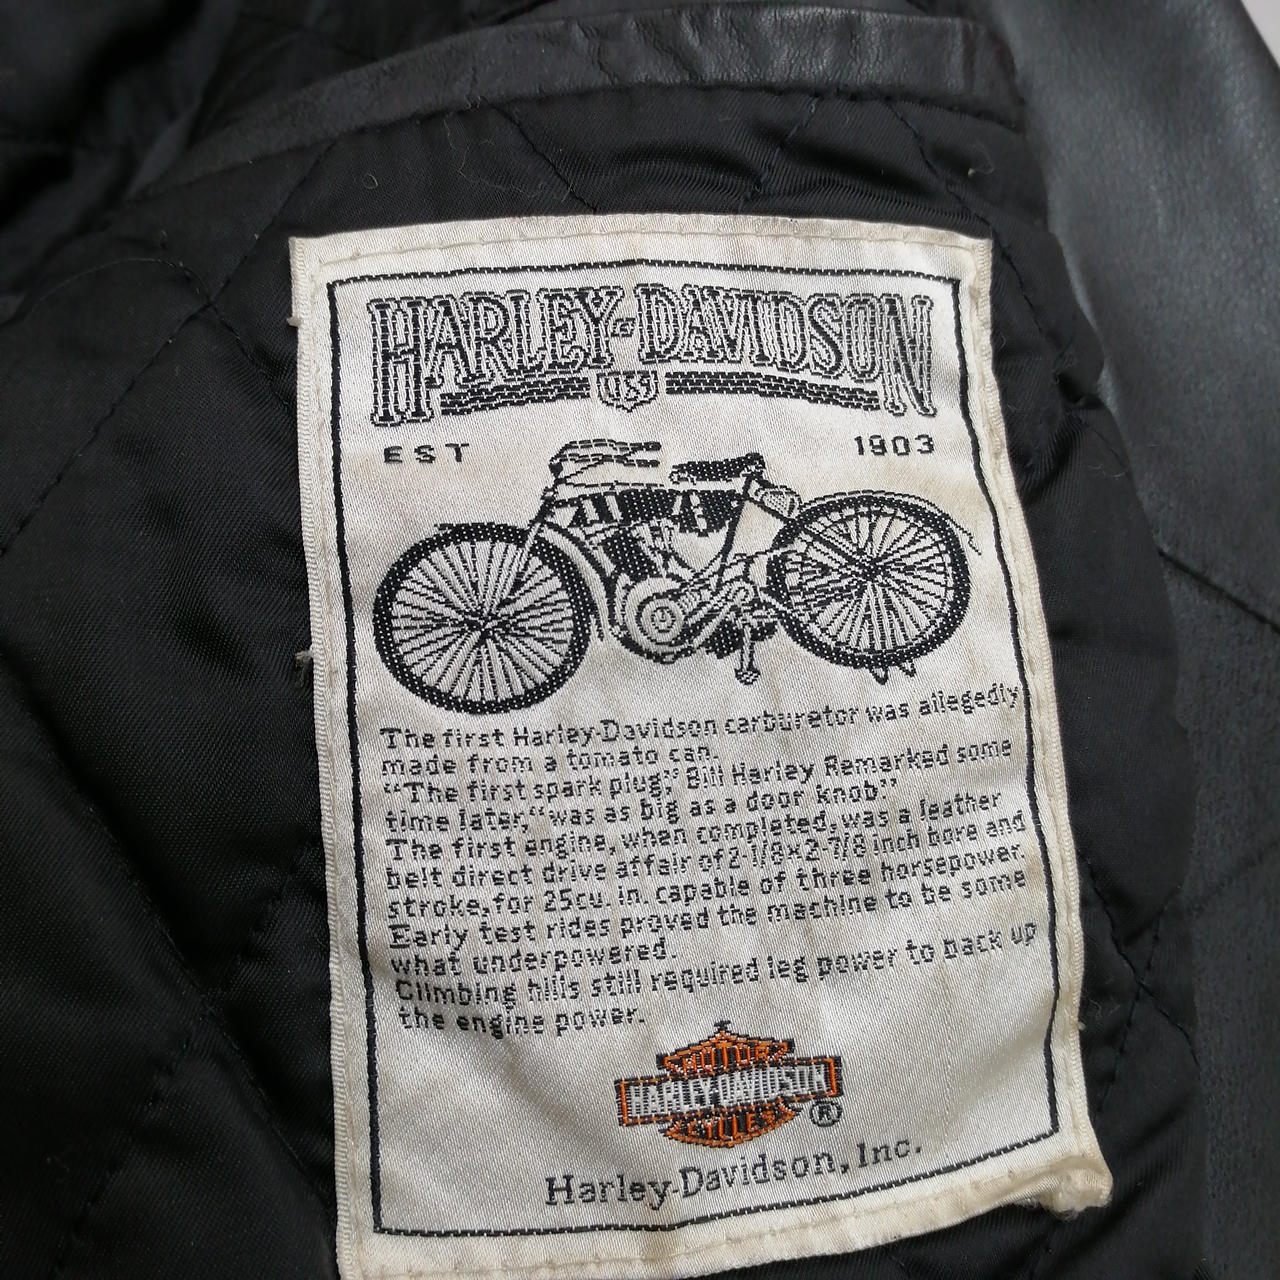 HARLEY-DAVIDSON
EST 1903
The first Harley-Davidson carburetor was allegedly
made from a tomato can.
"The first spark plug," Bill Harley Remarked some
time later, "was as big as a door knob"
The first engine, when completed, was a leather
belt direct drive affair of 2-1/8×2-7/8 inch bore and
stroke, for 25cu. in. capable of three horsepower.
Early test rides proved the machine to be some
what underpowered.
Climbing hills still required leg power to back up
the engine power.
MOTOR
HARLEY-DAVIDSON
CYCLES ®
Harley-Davidson, Inc.